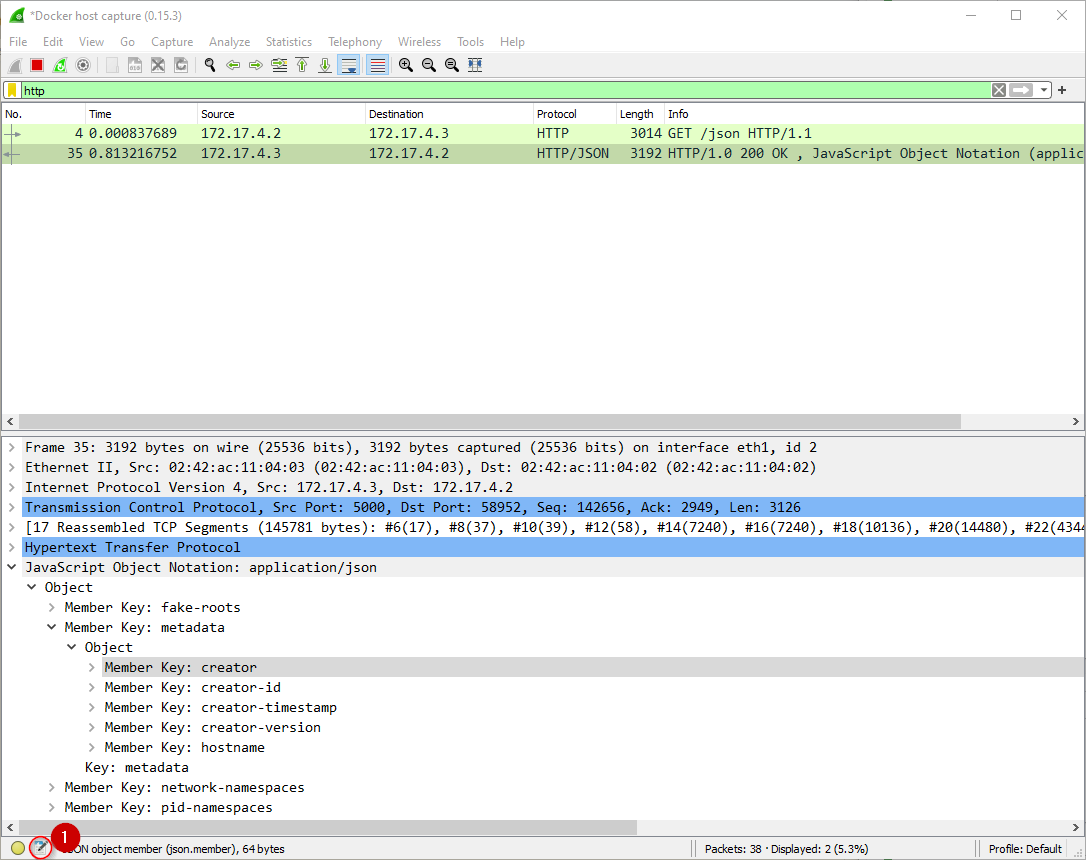 *Docker host capture (0.15.3)
File Edit View Go Capture Analyze Statistics Telephony Wireless Tools Help
http
No. Time Source Destination Protocol Length Info
4 0.000837689 172.17.4.2 172.17.4.3 HTTP 3014 GET /json HTTP/1.1
35 0.813216752 172.17.4.3 172.17.4.2 HTTP/JSON 3192 HTTP/1.0 200 OK , JavaScript Object Notation (applic
Frame 35: 3192 bytes on wire (25536 bits), 3192 bytes captured (25536 bits) on interface eth1, id 2
Ethernet II, Src: 02:42:ac:11:04:03 (02:42:ac:11:04:03), Dst: 02:42:ac:11:04:02 (02:42:ac:11:04:02)
Internet Protocol Version 4, Src: 172.17.4.3, Dst: 172.17.4.2
Transmission Control Protocol, Src Port: 5000, Dst Port: 58952, Seq: 142656, Ack: 2949, Len: 3126
[17 Reassembled TCP Segments (145781 bytes): #6(17), #8(37), #10(39), #12(58), #14(7240), #16(7240), #18(10136), #20(14480), #22(4344
Hypertext Transfer Protocol
JavaScript Object Notation: application/json
Object
Member Key: fake-roots
Member Key: metadata
Object
Member Key: creator
Member Key: creator-id
Member Key: creator-timestamp
Member Key: creator-version
Member Key: hostname
Key: metadata
Member Key: network-namespaces
Member Key: pid-namespaces
1
object member (json.member), 64 bytes Packets: 38 · Displayed: 2 (5.3%) Profile: Default